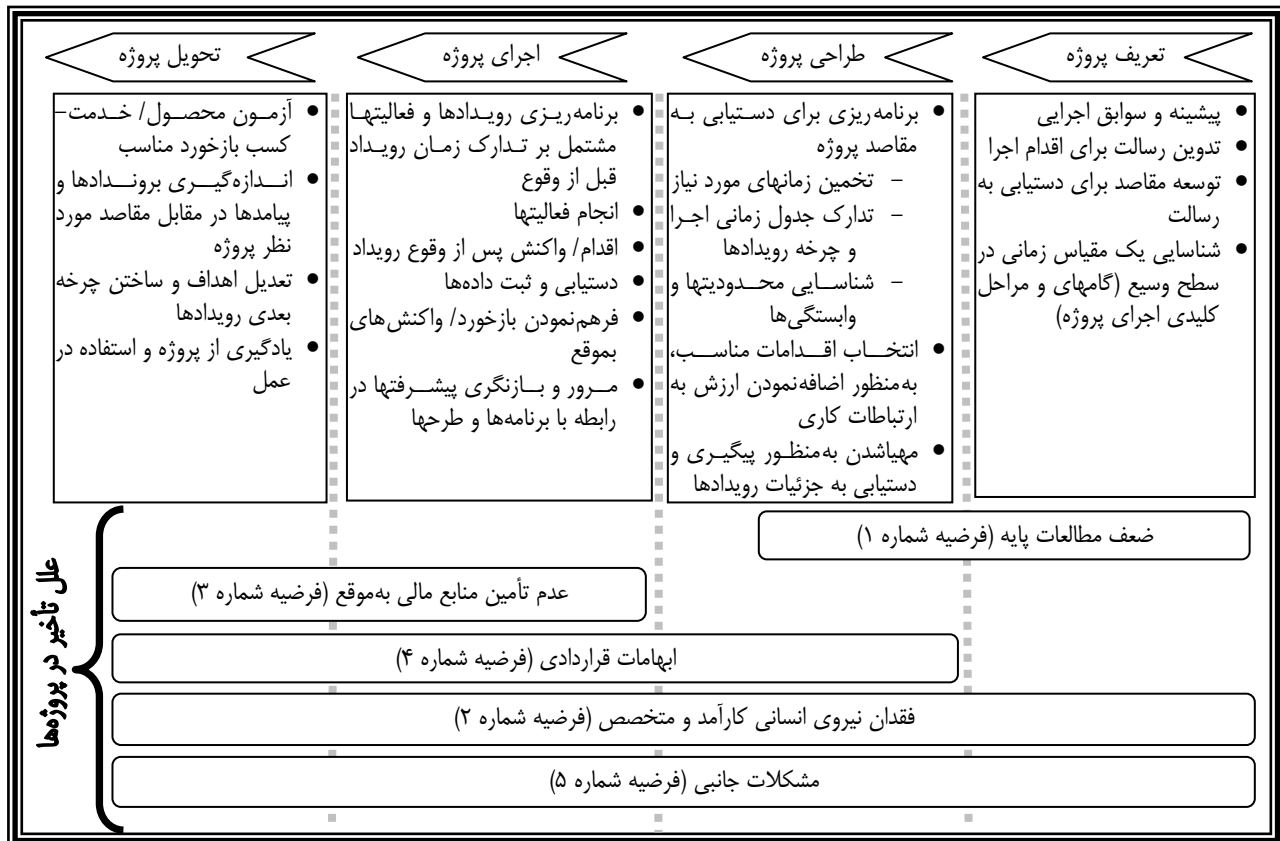 تعریف پروژه
طراحی پروژه
اجرای پروژه
تحویل پروژه
● پیشینه و سوابق اجرایی
● تدوین رسالت برای اقدام اجرا
● توسعه مقاصد برای دستیابی به
رسالت
● شناسایی یک مقیاس زمانی در
سطح وسیع (گامهای و مراحل
کلیدی اجرای پروژه)
● برنامه‌ریزی برای دستیابی به
مقاصد پروژه
– تخمین زمانهای مورد نیاز
– تدارک جدول زمانی اجرا
و چرخه رویدادها
– شناسایی محدودیتها و
وابستگی‌ها
● انتخاب اقدامات مناسب،
به‌منظور اضافه‌نمودن ارزش به
ارتباطات کاری
● مهیاشدن به‌منظور پیگیری و
دستیابی به جزئیات رویدادها
● برنامه‌ریزی رویدادها و فعالیتها
مشتمل بر تدارک زمان رویداد
قبل از وقوع
● انجام فعالیتها
● اقدام/ واکنش پس از وقوع رویداد
● دستیابی و ثبت داده‌ها
● فرهم‌نمودن بازخورد/ واکنش‌های
بموقع
● مرور و بازنگری پیشرفتها در
رابطه با برنامه‌ها و طرحها
● آزمون محصول/ خدمت–
کسب بازخورد مناسب
● اندازه‌گیری بروندادها و
پیامدها در مقابل مقاصد مورد
نظر پروژه
● تعدیل اهداف و ساختن چرخه
بعدی رویدادها
● یادگیری از پروژه و استفاده در
عمل
علل تأخیر در پروژه‌ها
ضعف مطالعات پایه (فرضیه شماره ۱)
عدم تأمین منابع مالی به‌موقع (فرضیه شماره ۳)
ابهامات قراردادی (فرضیه شماره ۴)
فقدان نیروی انسانی کارآمد و متخصص (فرضیه شماره ۲)
مشکلات جانبی (فرضیه شماره ۵)